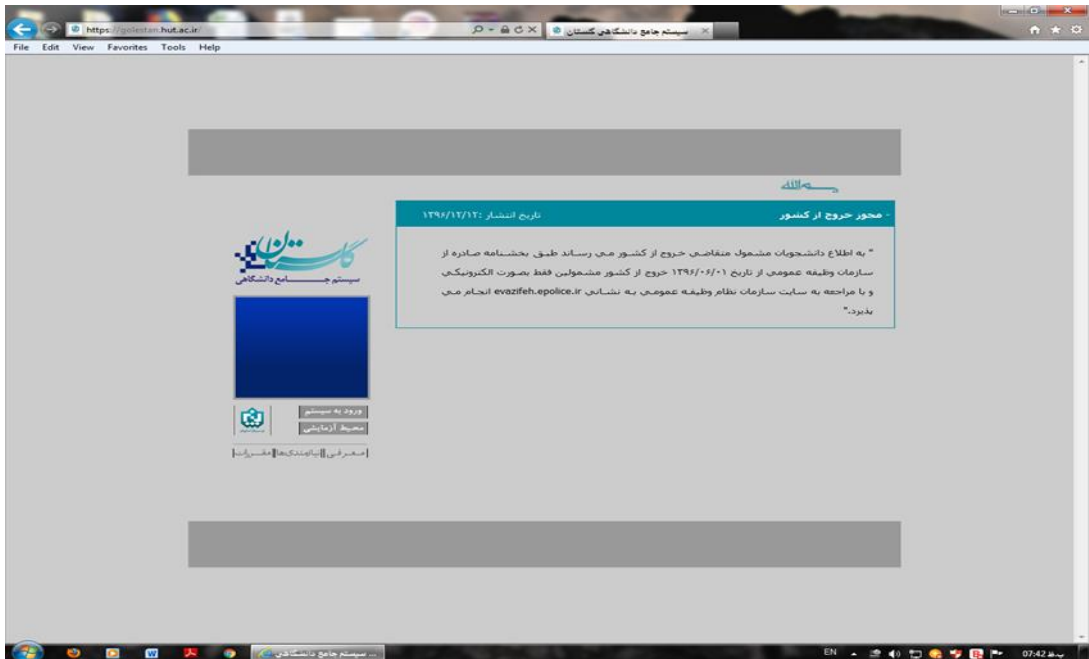 https://golestan.hut.ac.ir/
سیستم جامع دانشگاهی گلستان
File Edit View Favorites Tools Help
- مجوز خروج از کشور
تاریخ انتشار :۱۳۹۶/۱۲/۱۲
" به اطلاع دانشجویان مشمول متقاضی خروج از کشور می رساند طبق بخشنامه صادره از
سازمان وظیفه عمومی از تاریخ ۱۳۹۶/۰۶/۰۱ خروج از کشور مشمولین فقط بصورت الکترونیکی
و با مراجعه به سایت سازمان نظام وظیفه عمومی به نشانی evazifeh.epolice.ir انجام می
پذیرد."
گلستان
سیستم جامع دانشگاهی
ورود به سیستم
محیط آزمایشی
|معرفی||نیازمندی‌ها||مقررات|
سیستم جامع دانشگاهی ...
EN
07:42 ب.ظ